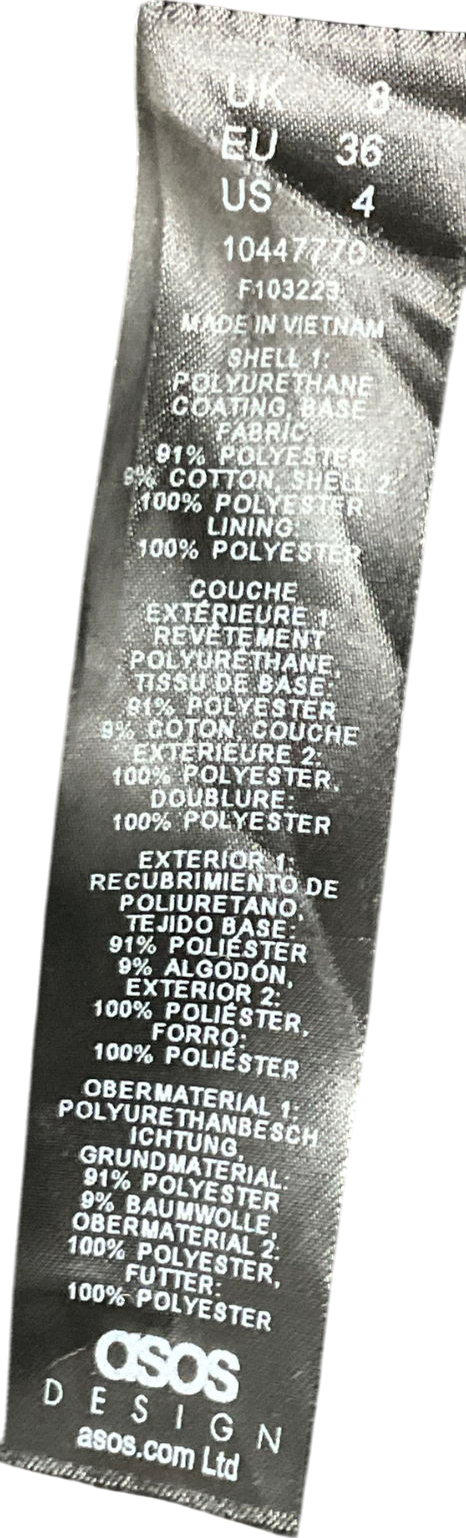 UK 8
EU 36
US 4
10447770
F103223
MADE IN VIETNAM
SHELL 1:
POLYURETHANE
COATING, BASE
FABRIC:
91% POLYESTER
9% COTTON, SHELL 2:
100% POLYESTER
LINING:
100% POLYESTER
COUCHE
EXTÉRIEURE 1:
REVÊTEMENT
POLYURÉTHANE,
TISSU DE BASE:
91% POLYESTER
9% COTON, COUCHE
EXTÉRIEURE 2:
100% POLYESTER,
DOUBLURE:
100% POLYESTER
EXTERIOR 1:
RECUBRIMIENTO DE
POLIURETANO,
TEJIDO BASE:
91% POLIÉSTER
9% ALGODÓN,
EXTERIOR 2:
100% POLIÉSTER,
FORRO:
100% POLIÉSTER
OBERMATERIAL 1:
POLYURETHANBESCH
ICHTUNG,
GRUNDMATERIAL:
91% POLYESTER
9% BAUMWOLLE,
OBERMATERIAL 2:
100% POLYESTER,
FUTTER:
100% POLYESTER
asos
DESIGN
asos.com Ltd